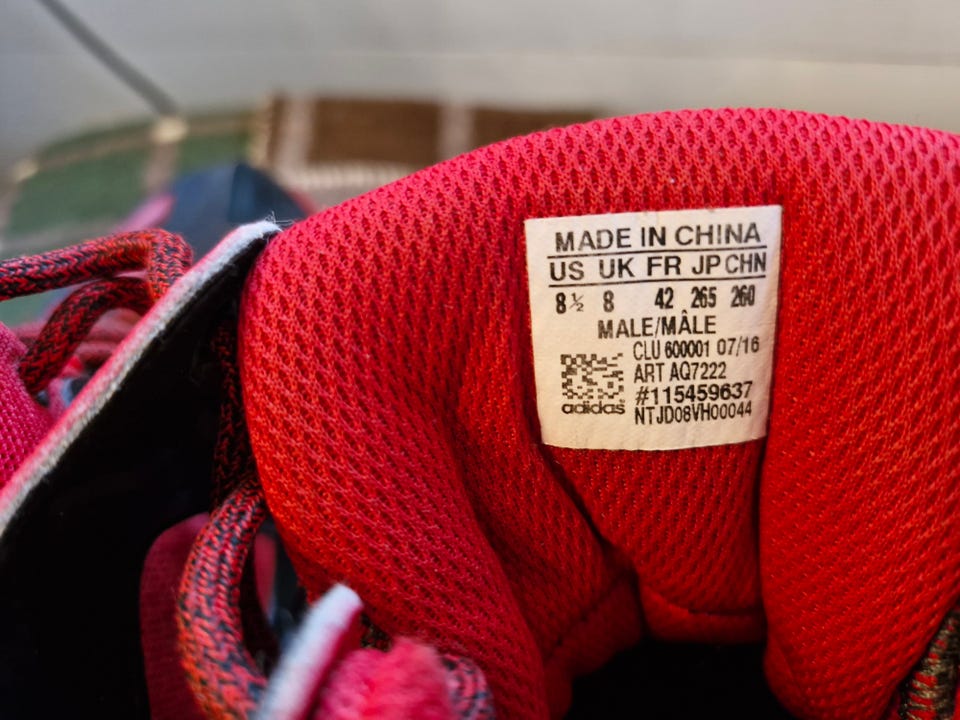 MADE IN CHINA
US UK FR JP CHN
8½ 8 42 265 260
MALE/MÂLE
CLU 600001 07/16
ART AQ7222
#115459637
adidas NTJD08VH00044